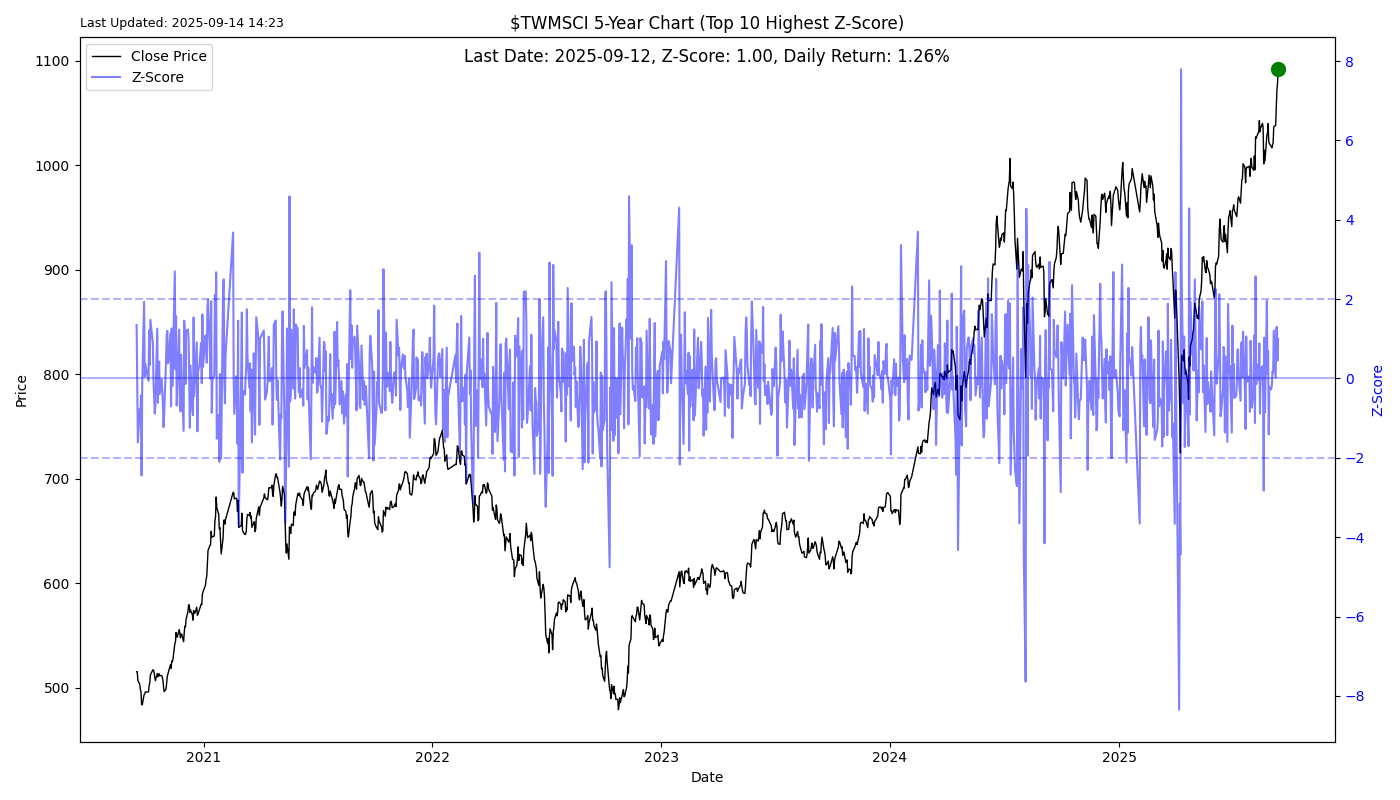 Last Updated: 2025-09-14 14:23
$TWMSCI 5-Year Chart (Top 10 Highest Z-Score)
Last Date: 2025-09-12, Z-Score: 1.00, Daily Return: 1.26%
Close Price
Z-Score
1100
1000
900
800
700
600
500
Price
8
6
4
2
0
−2
−4
−6
−8
Z-Score
2021
2022
2023
2024
2025
Date